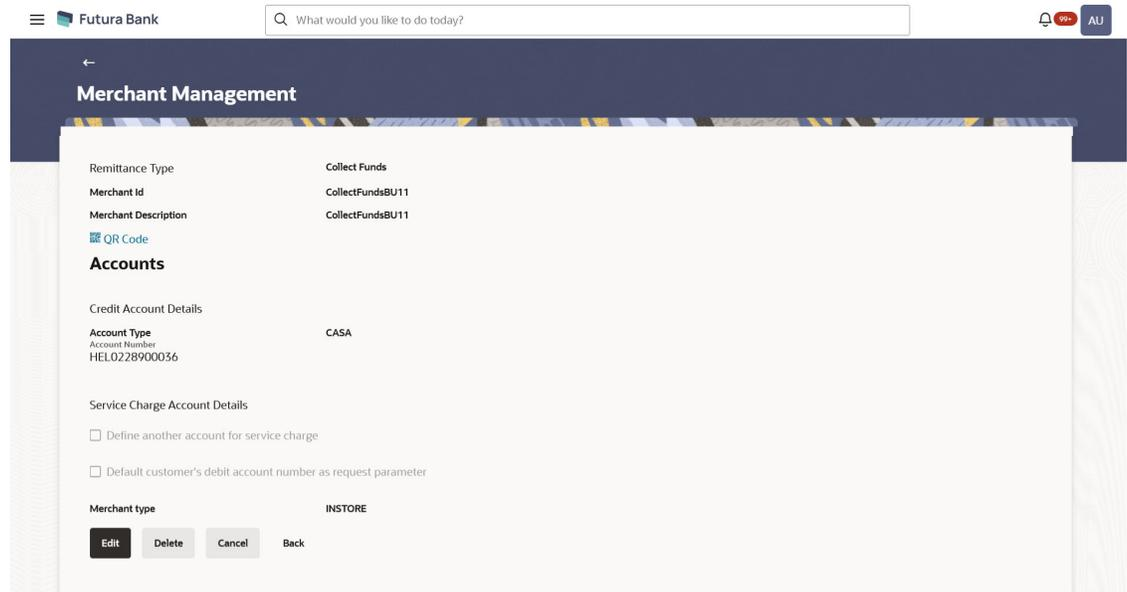 Futura Bank
What would you like to do today?
99+
AU
Merchant Management
Remittance Type Collect Funds
Merchant Id CollectFundsBU11
Merchant Description CollectFundsBU11
QR Code
Accounts
Credit Account Details
Account Type CASA
Account Number
HEL0228900036
Service Charge Account Details
Define another account for service charge
Default customer's debit account number as request parameter
Merchant type INSTORE
Edit Delete Cancel Back